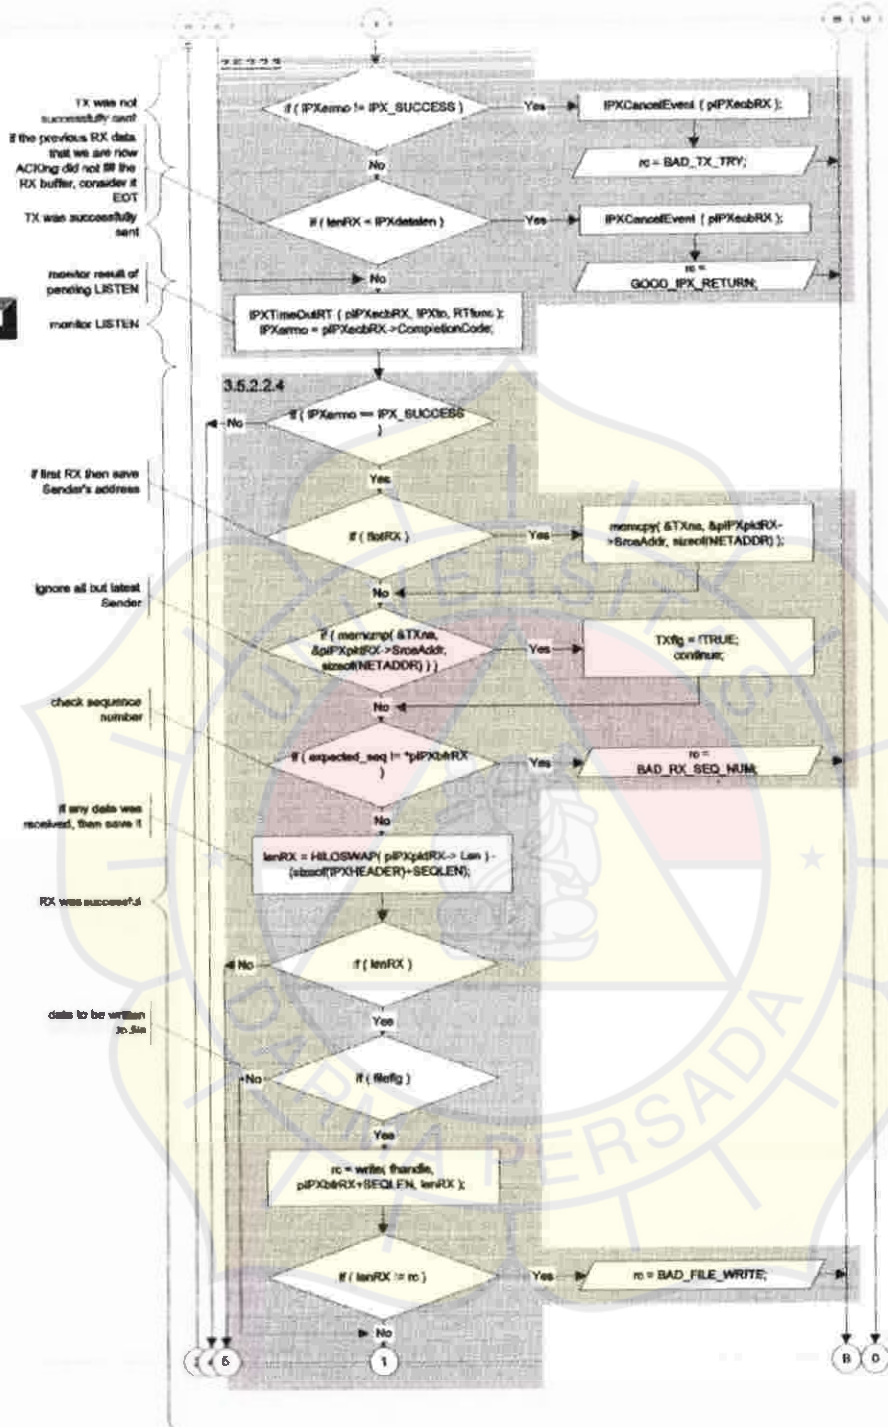 TX was not
successfully sent
if ( IPXerrno != IPX_SUCCESS )
Yes
IPXCancelEvent ( pIPXecbRX );
if the previous RX data
that we are now
ACKing did not fill the
RX buffer, consider it
EOT
No
rc = BAD_TX_TRY;
TX was successfully
sent
if ( lenRX < IPXdatalen )
Yes
IPXCancelEvent ( pIPXecbRX );
monitor result of
pending LISTEN
No
rc =
GOOD_IPX_RETURN;
monitor LISTEN
IPXTimeOutRT ( pIPXecbRX, IPXto, RTfunc );
IPXerrno = pIPXecbRX->CompletionCode;
3.5.2.2.4
No
if ( IPXerrno == IPX_SUCCESS
)
Yes
if first RX then save
Sender's address
if ( !totRX )
Yes
memcpy( &TXna, &pIPXpktRX-
>SrceAddr, sizeof(NETADDR) );
No
ignore all but latest
Sender
if ( memcmp( &TXna,
&pIPXpktRX->SrceAddr,
sizeof(NETADDR) ) )
Yes
TXflg = !TRUE;
continue;
No
check sequence
number
if ( expected_seq != *pIPXbfrRX
)
Yes
rc =
BAD_RX_SEQ_NUM;
No
if any data was
received, then save it
lenRX = HILOSWAP( pIPXpktRX-> Len ) -
(sizeof(IPXHEADER)+SEQLEN);
RX was successful
No
if ( lenRX )
Yes
data to be written
to file
No
if ( fileflg )
Yes
rc = write( fhandle,
pIPXbfrRX+SEQLEN, lenRX );
if ( lenRX != rc )
Yes
rc = BAD_FILE_WRITE;
No
6
1
B
UNIVERSITAS
DARMA PERSADA